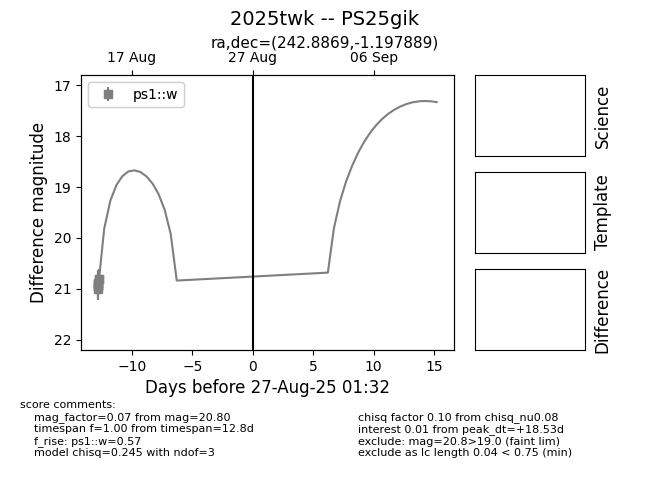 2025twk -- PS25gik
ra,dec=(242.8869,-1.197889)
17 Aug 27 Aug 06 Sep
ps1::w
17
18
19
20
21
22
Difference magnitude
−10 −5 0 5 10 15
Days before 27-Aug-25 01:32
Science
Template
Difference
score comments:
mag_factor=0.07 from mag=20.80
timespan f=1.00 from timespan=12.8d
f_rise: ps1::w=0.57
model chisq=0.245 with ndof=3
chisq factor 0.10 from chisq_nu0.08
interest 0.01 from peak_dt=+18.53d
exclude: mag=20.8>19.0 (faint lim)
exclude as lc length 0.04 < 0.75 (min)